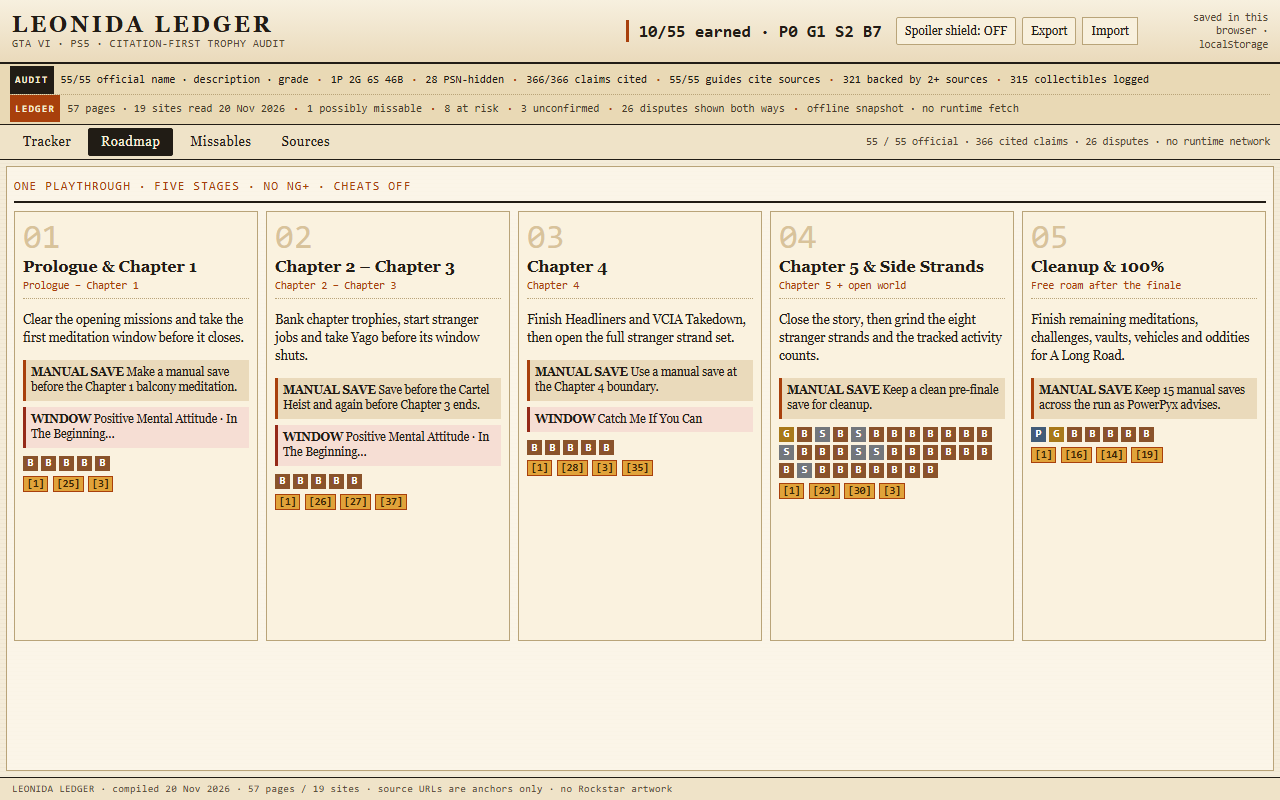 LEONIDA LEDGER
GTA VI · PS5 · CITATION-FIRST TROPHY AUDIT
10/55 earned · P0 G1 S2 B7
Spoiler shield: OFF
Export
Import
saved in this
browser ·
localStorage
AUDIT 55/55 official name · description · grade · 1P 2G 6S 46B · 28 PSN-hidden · 366/366 claims cited · 55/55 guides cite sources · 321 backed by 2+ sources · 315 collectibles logged
LEDGER 57 pages · 19 sites read 20 Nov 2026 · 1 possibly missable · 8 at risk · 3 unconfirmed · 26 disputes shown both ways · offline snapshot · no runtime fetch
Tracker
Roadmap
Missables
Sources
55 / 55 official · 366 cited claims · 26 disputes · no runtime network
ONE PLAYTHROUGH · FIVE STAGES · NO NG+ · CHEATS OFF
01
Prologue & Chapter 1
Prologue – Chapter 1
Clear the opening missions and take the
first meditation window before it closes.
MANUAL SAVE Make a manual save
before the Chapter 1 balcony meditation.
WINDOW Positive Mental Attitude · In
The Beginning...
B B B B B
[1] [25] [3]
02
Chapter 2 – Chapter 3
Chapter 2 – Chapter 3
Bank chapter trophies, start stranger
jobs and take Yago before its window
shuts.
MANUAL SAVE Save before the Cartel
Heist and again before Chapter 3 ends.
WINDOW Positive Mental Attitude · In
The Beginning...
B B B B B
[1] [26] [27] [37]
03
Chapter 4
Chapter 4
Finish Headliners and VCIA Takedown,
then open the full stranger strand set.
MANUAL SAVE Use a manual save at
the Chapter 4 boundary.
WINDOW Catch Me If You Can
B B B B B
[1] [28] [3] [35]
04
Chapter 5 & Side Strands
Chapter 5 + open world
Close the story, then grind the eight
stranger strands and the tracked activity
counts.
MANUAL SAVE Keep a clean pre-finale
save for cleanup.
G B S B S B B B B B B B
S B B B S S B B B B B B
B S B B B B B B B
[1] [29] [30] [3]
05
Cleanup & 100%
Free roam after the finale
Finish remaining meditations,
challenges, vaults, vehicles and oddities
for A Long Road.
MANUAL SAVE Keep 15 manual saves
across the run as PowerPyx advises.
P G B B B B B
[1] [16] [14] [19]
LEONIDA LEDGER · compiled 20 Nov 2026 · 57 pages / 19 sites · source URLs are anchors only · no Rockstar artwork